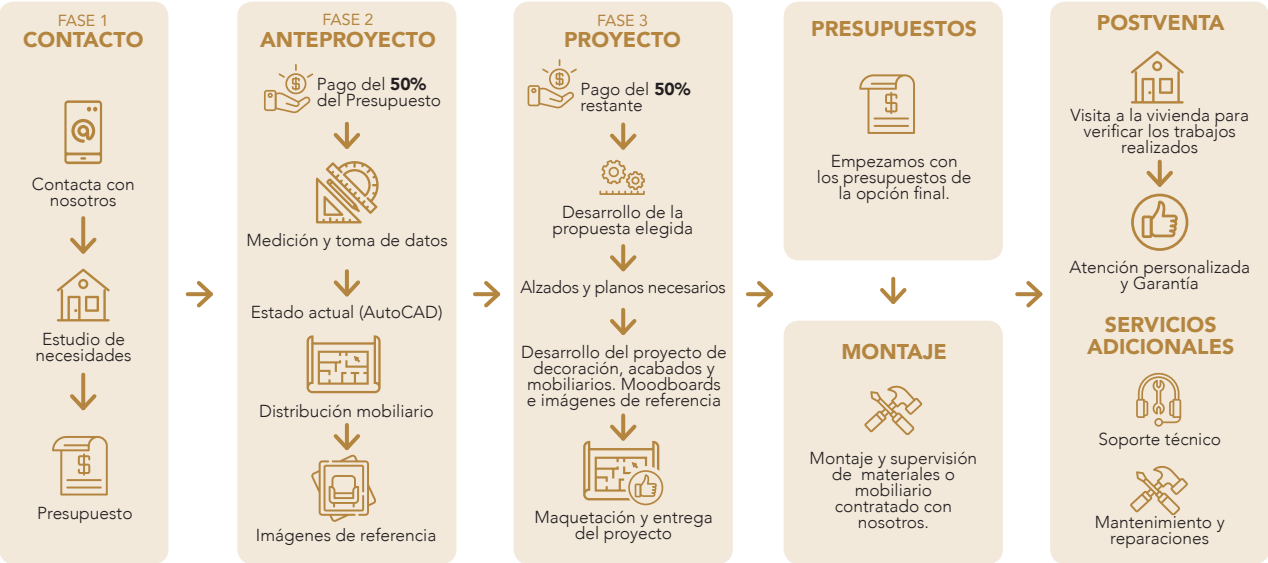 FASE 1
CONTACTO
Contacta con
nosotros
Estudio de
necesidades
$
Presupuesto
FASE 2
ANTEPROYECTO
$
Pago del 50%
del Presupuesto
Medición y toma de datos
Estado actual (AutoCAD)
Distribución mobiliario
Imágenes de referencia
FASE 3
PROYECTO
$
Pago del 50%
restante
Desarrollo de la
propuesta elegida
Alzados y planos necesarios
Desarrollo del proyecto de
decoración, acabados y
mobiliarios. Moodboards
e imágenes de referencia
Maquetación y entrega
del proyecto
PRESUPUESTOS
$
Empezamos con
los presupuestos de
la opción final.
MONTAJE
Montaje y supervisión
de materiales o
mobiliario
contratado con
nosotros.
POSTVENTA
Visita a la vivienda para
verificar los trabajos
realizados
Atención personalizada
y Garantía
SERVICIOS
ADICIONALES
Soporte técnico
Mantenimiento y
reparaciones